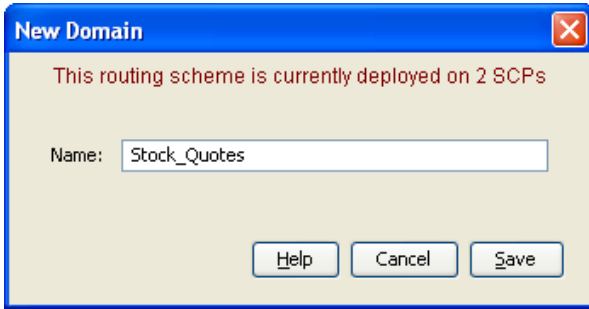 New Domain
This routing scheme is currently deployed on 2 SCPs
Name: Stock_Quotes
Help Cancel Save